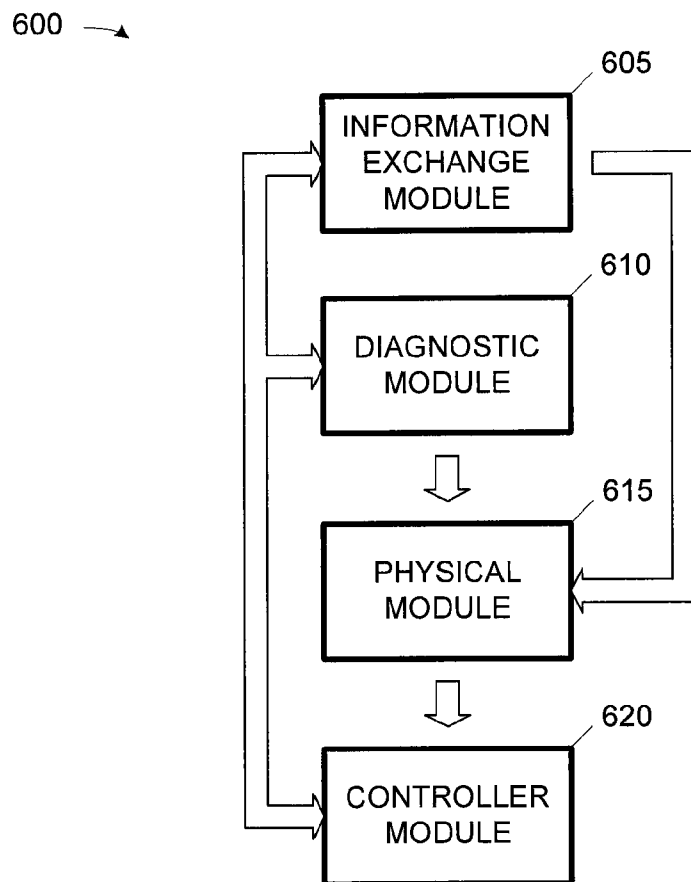 600
605
INFORMATION
EXCHANGE
MODULE
610
DIAGNOSTIC
MODULE
615
PHYSICAL
MODULE
620
CONTROLLER
MODULE